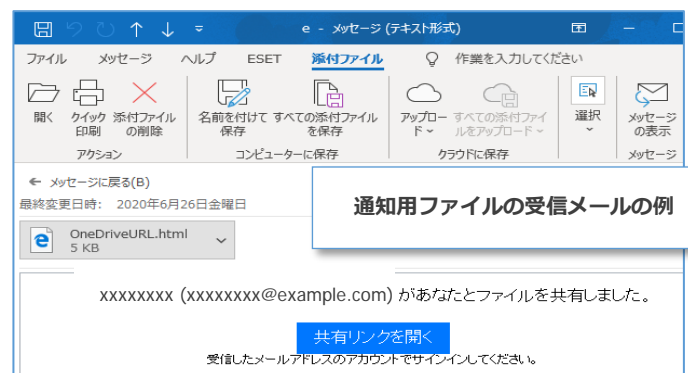 e - メッセージ (テキスト形式)
ファイル メッセージ ヘルプ ESET 添付ファイル 作業を入力してください
開く クイック印刷 添付ファイルの削除 名前を付けて保存 すべての添付ファイルを保存 アップロード すべての添付ファイルをアップロード 選択 メッセージの表示
アクション コンピューターに保存 クラウドに保存 メッセージ
← メッセージに戻る(B)
最終変更日時: 2020年6月26日金曜日
通知用ファイルの受信メールの例
OneDriveURL.html
5 KB
xxxxxxxx (xxxxxxxx@example.com) があなたとファイルを共有しました。
共有リンクを開く
受信したメールアドレスのアカウントでサインインしてください。